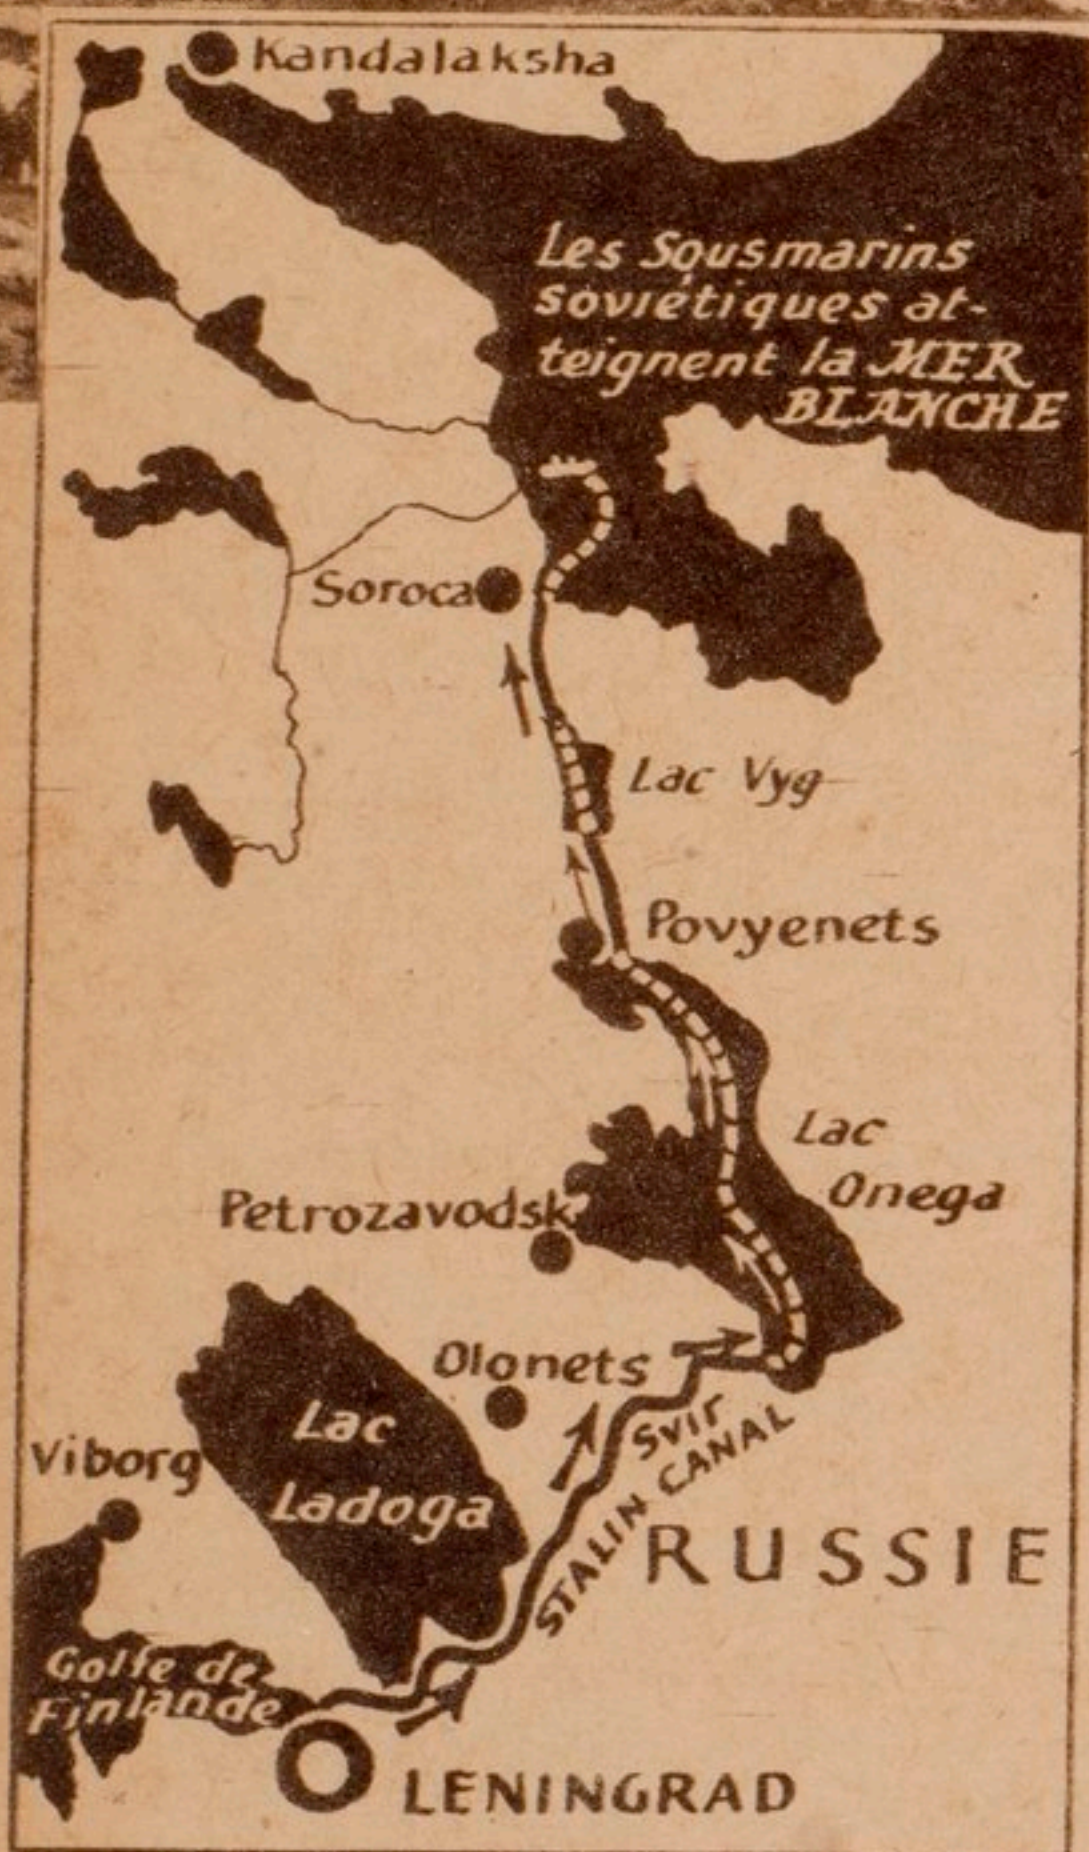 Kandalaksha
Les Sousmarins
soviétiques at-
teignent la MER
BLANCHE
Soroca
Lac Vyg
Povyenets
Lac
Onega
Petrozavodsk
Olonets
Lac
Ladoga
Viborg
Svir
STALIN CANAL
RUSSIE
Golfe de
Finlande
LENINGRAD